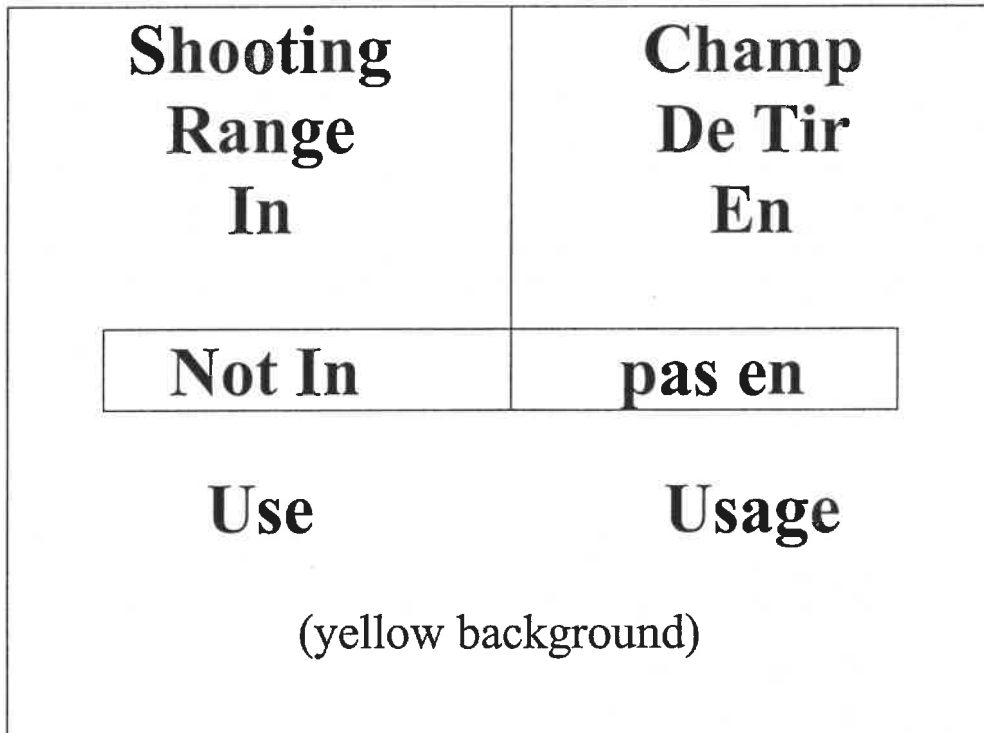 Shooting
Range
In
Not In
Use
Champ
De Tir
En
pas en
Usage
(yellow background)